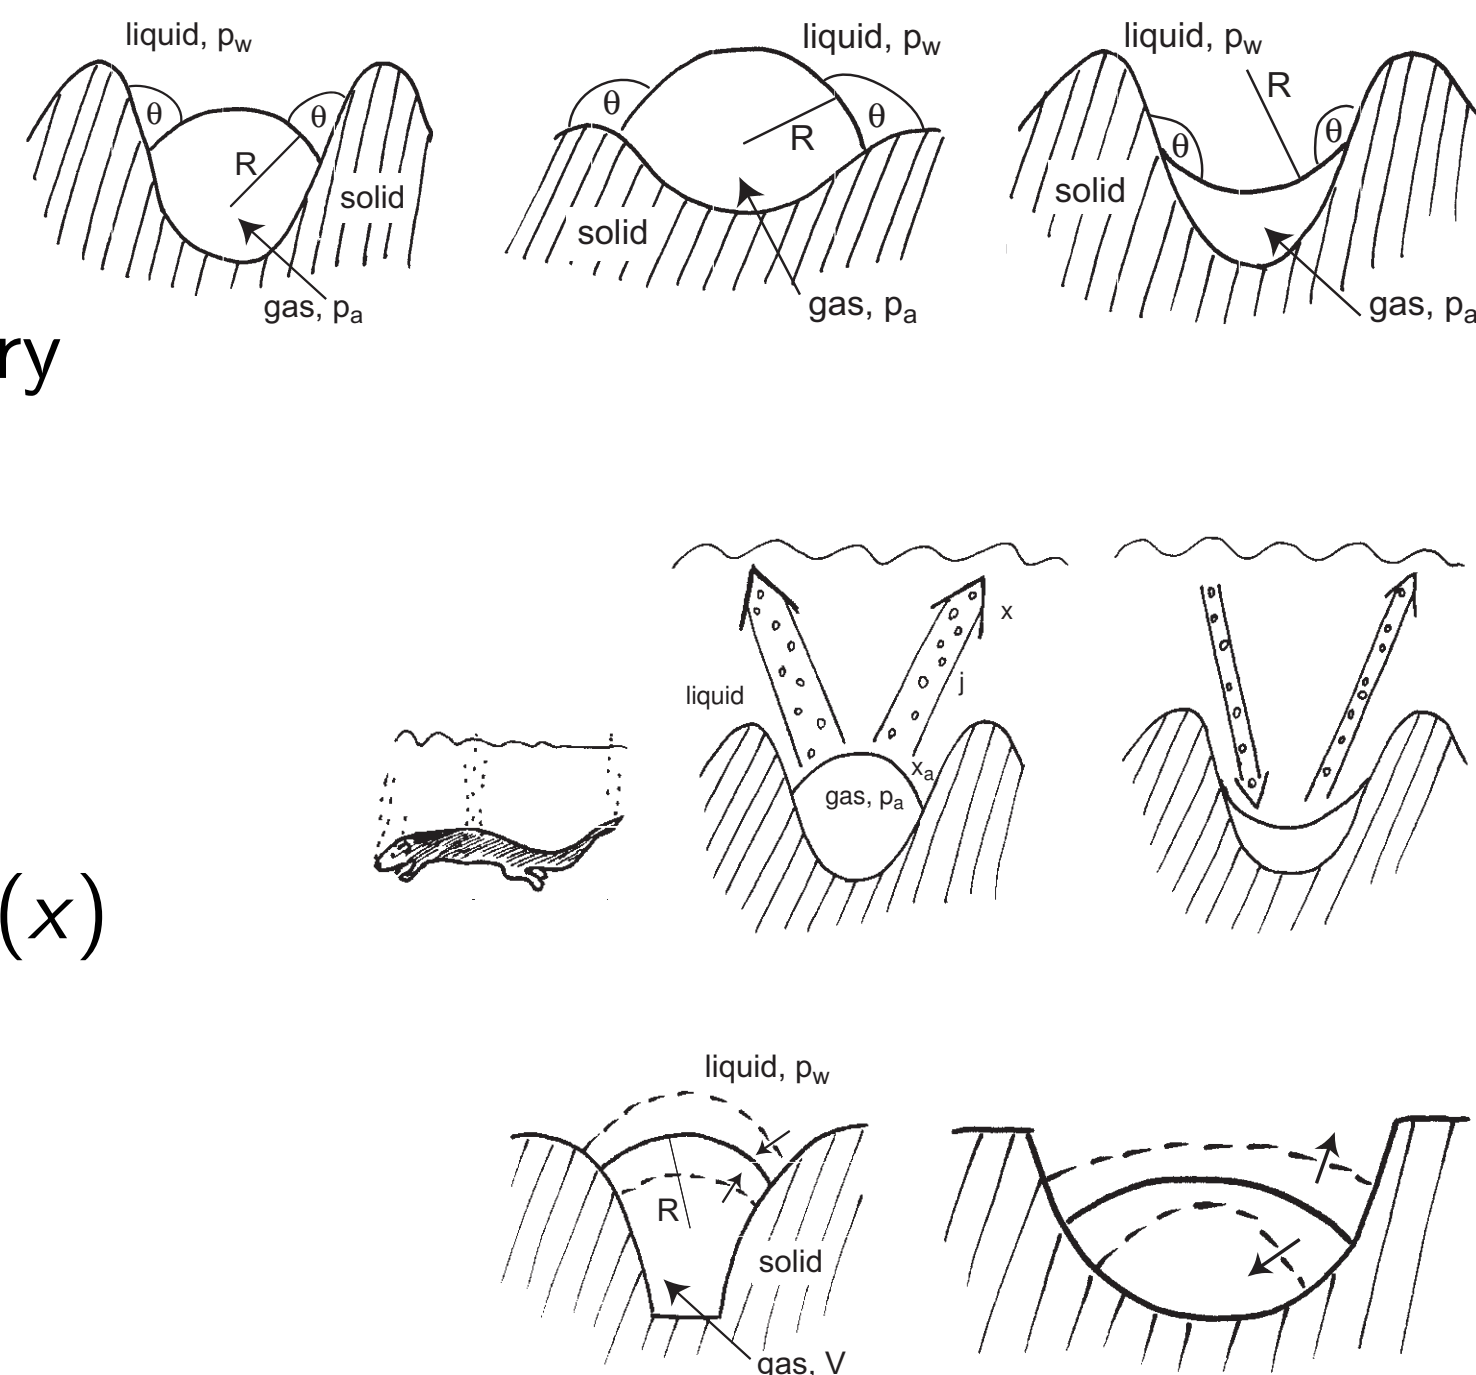 liquid, pw
θ
θ
R
solid
gas, pa
liquid, pw
θ
θ
R
solid
gas, pa
liquid, pw
R
θ
θ
solid
gas, pa
ry
x
j
liquid
xa
gas, pa
(x)
liquid, pw
R
solid
gas, V